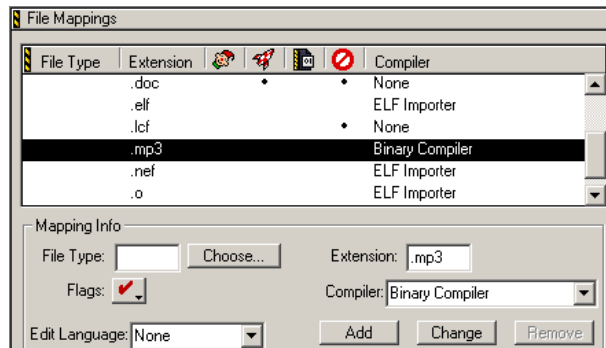 File Mappings
File Type Extension Compiler
.doc • • None
.elf ELF Importer
.lcf • None
.mp3 Binary Compiler
.nef ELF Importer
.o ELF Importer
Mapping Info
File Type: Choose... Extension: .mp3
Flags: Compiler: Binary Compiler
Edit Language: None Add Change Remove